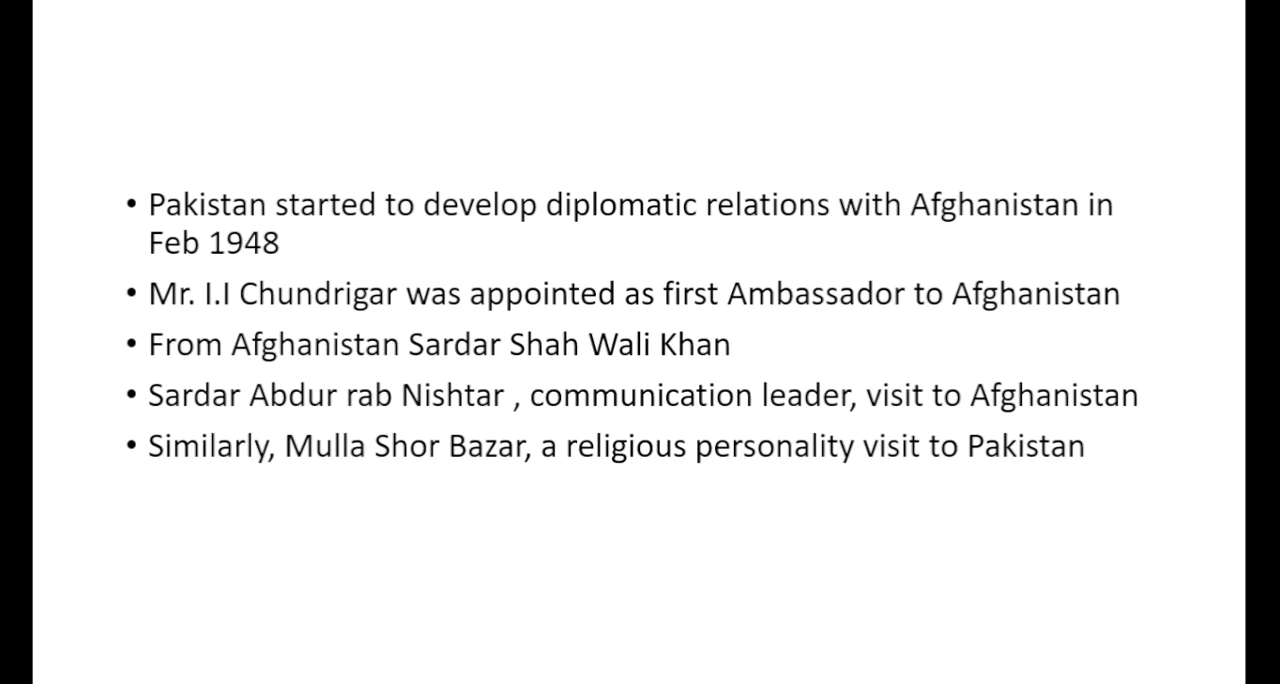 • Pakistan started to develop diplomatic relations with Afghanistan in
Feb 1948
• Mr. I.I Chundrigar was appointed as first Ambassador to Afghanistan
• From Afghanistan Sardar Shah Wali Khan
• Sardar Abdur rab Nishtar , communication leader, visit to Afghanistan
• Similarly, Mulla Shor Bazar, a religious personality visit to Pakistan